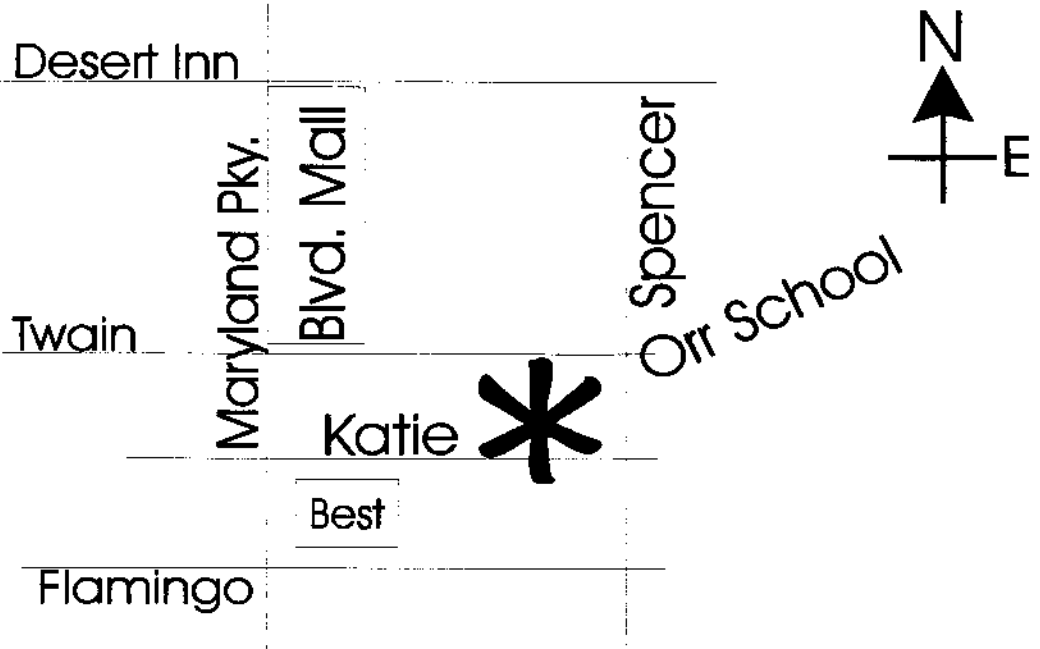 N
Desert Inn
E
Maryland Pky.
Blvd. Mall
Spencer
Orr School
Twain
Katie
Best
Flamingo